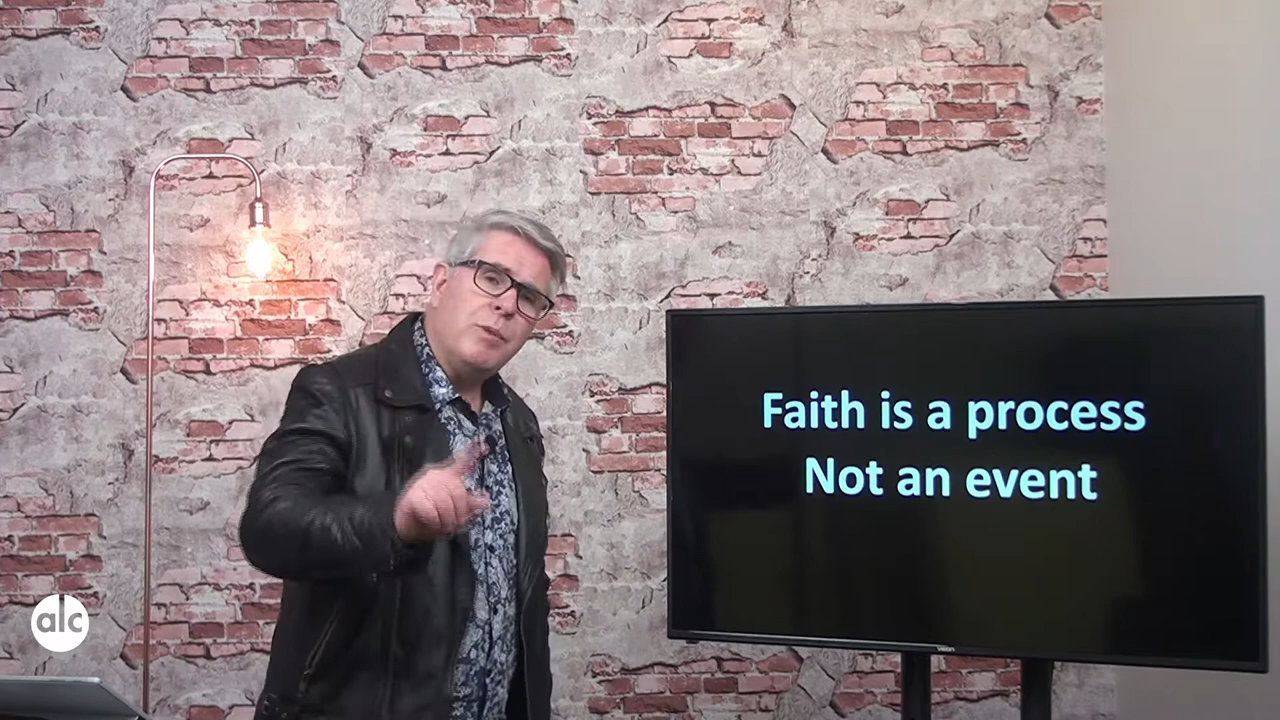 Faith is a process
Not an event
alc